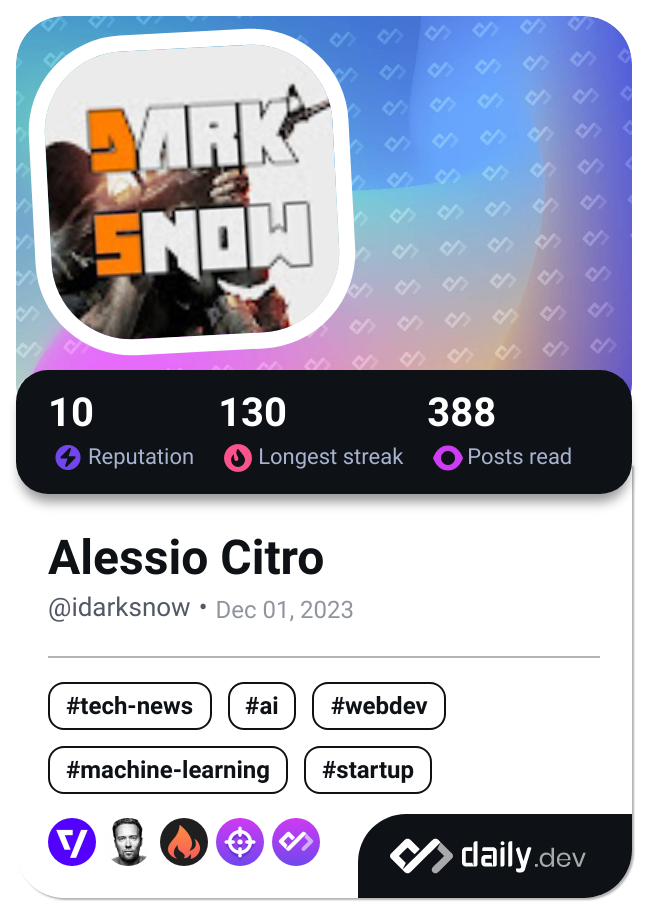 DARK
SNOW
10 130 388
Reputation Longest streak Posts read
Alessio Citro
@idarksnow • Dec 01, 2023
#tech-news #ai #webdev
#machine-learning #startup
daily.dev